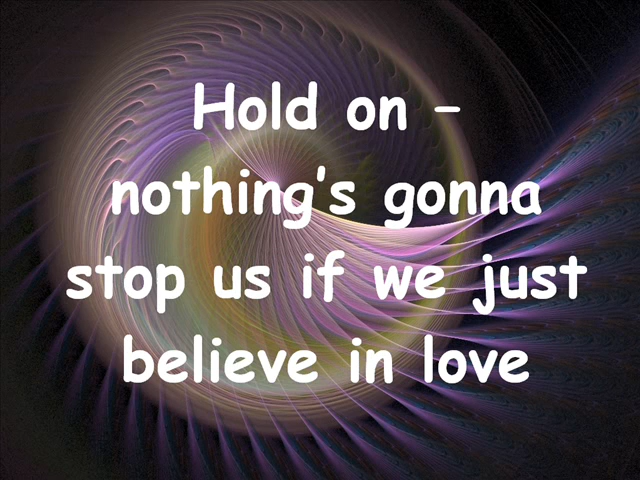 Hold on –
nothing's gonna
stop us if we just
believe in love